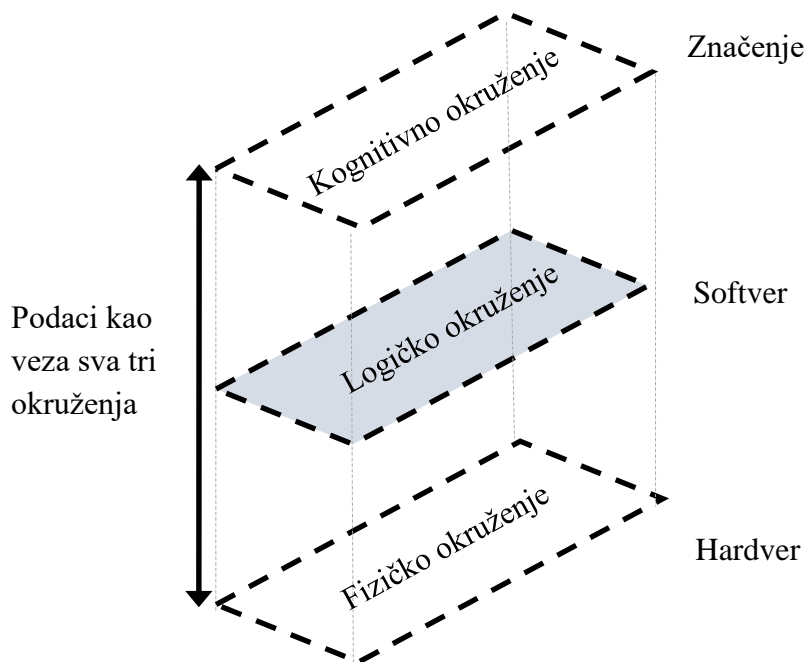 Značenje
Kognitivno okruženje
Softver
Logičko okruženje
Podaci kao
veza sva tri
okruženja
Hardver
Fizičko okruženje